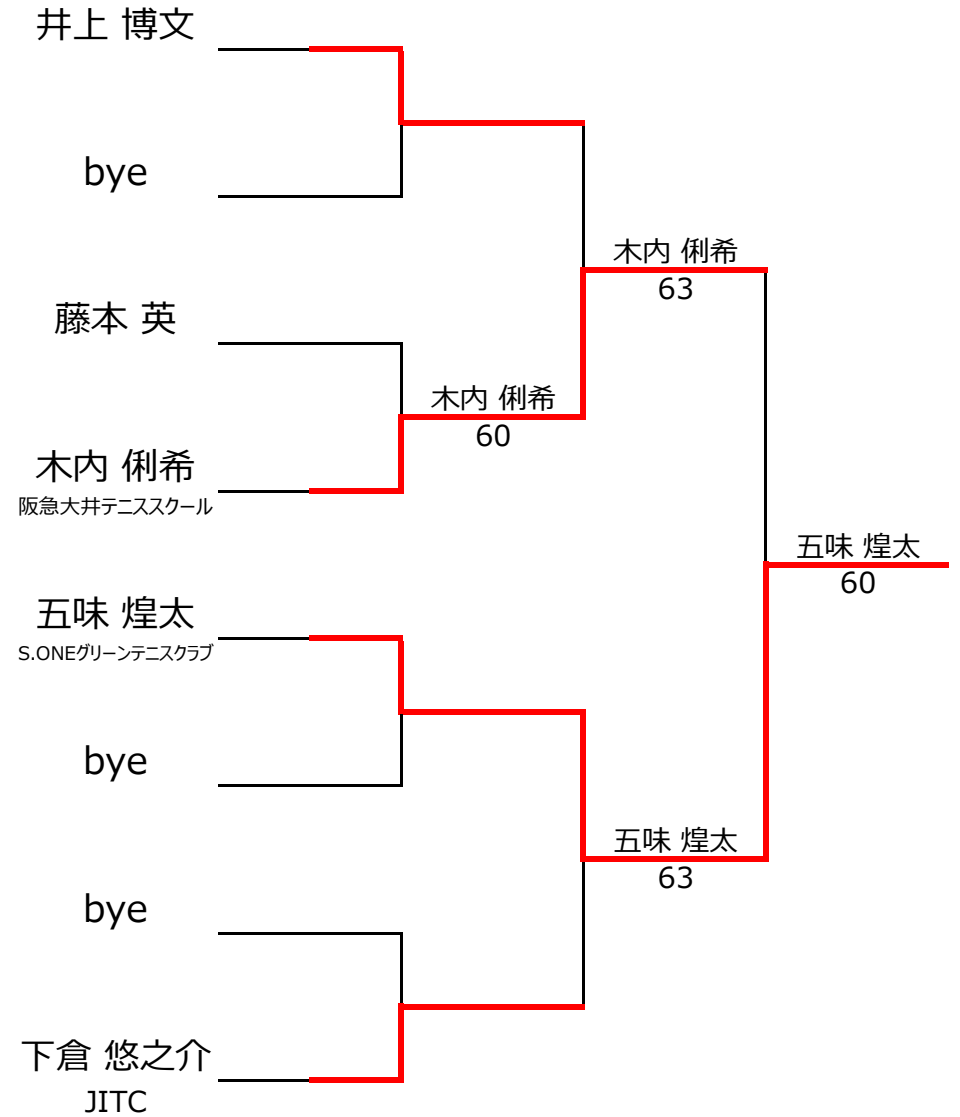 井上 博文
bye
藤本 英
木内 俐希
阪急大井テニススクール
五味 煌太
S.ONEグリーンテニスクラブ
bye
bye
下倉 悠之介
JITC
木内 俐希
60
木内 俐希
63
五味 煌太
63
五味 煌太
60